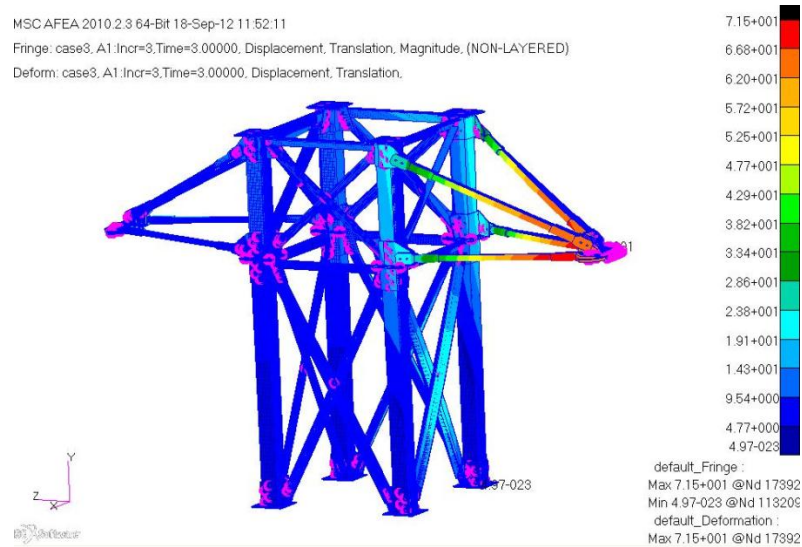 MSC AFEA 2010.2.3 64-Bit 18-Sep-12 11:52:11
Fringe: case3, A1:Incr=3,Time=3.00000, Displacement, Translation, Magnitude, (NON-LAYERED)
Deform: case3, A1:Incr=3,Time=3.00000, Displacement, Translation,
7.15+001
6.68+001
6.20+001
5.72+001
5.25+001
4.77+001
4.29+001
3.82+001
3.34+001
2.86+001
2.38+001
1.91+001
1.43+001
9.54+000
4.77+000
4.97-023
01
4.97-023
Y
Z
X
default_Fringe :
Max 7.15+001 @Nd 17392
Min 4.97-023 @Nd 113209
default_Deformation :
Max 7.15+001 @Nd 17392